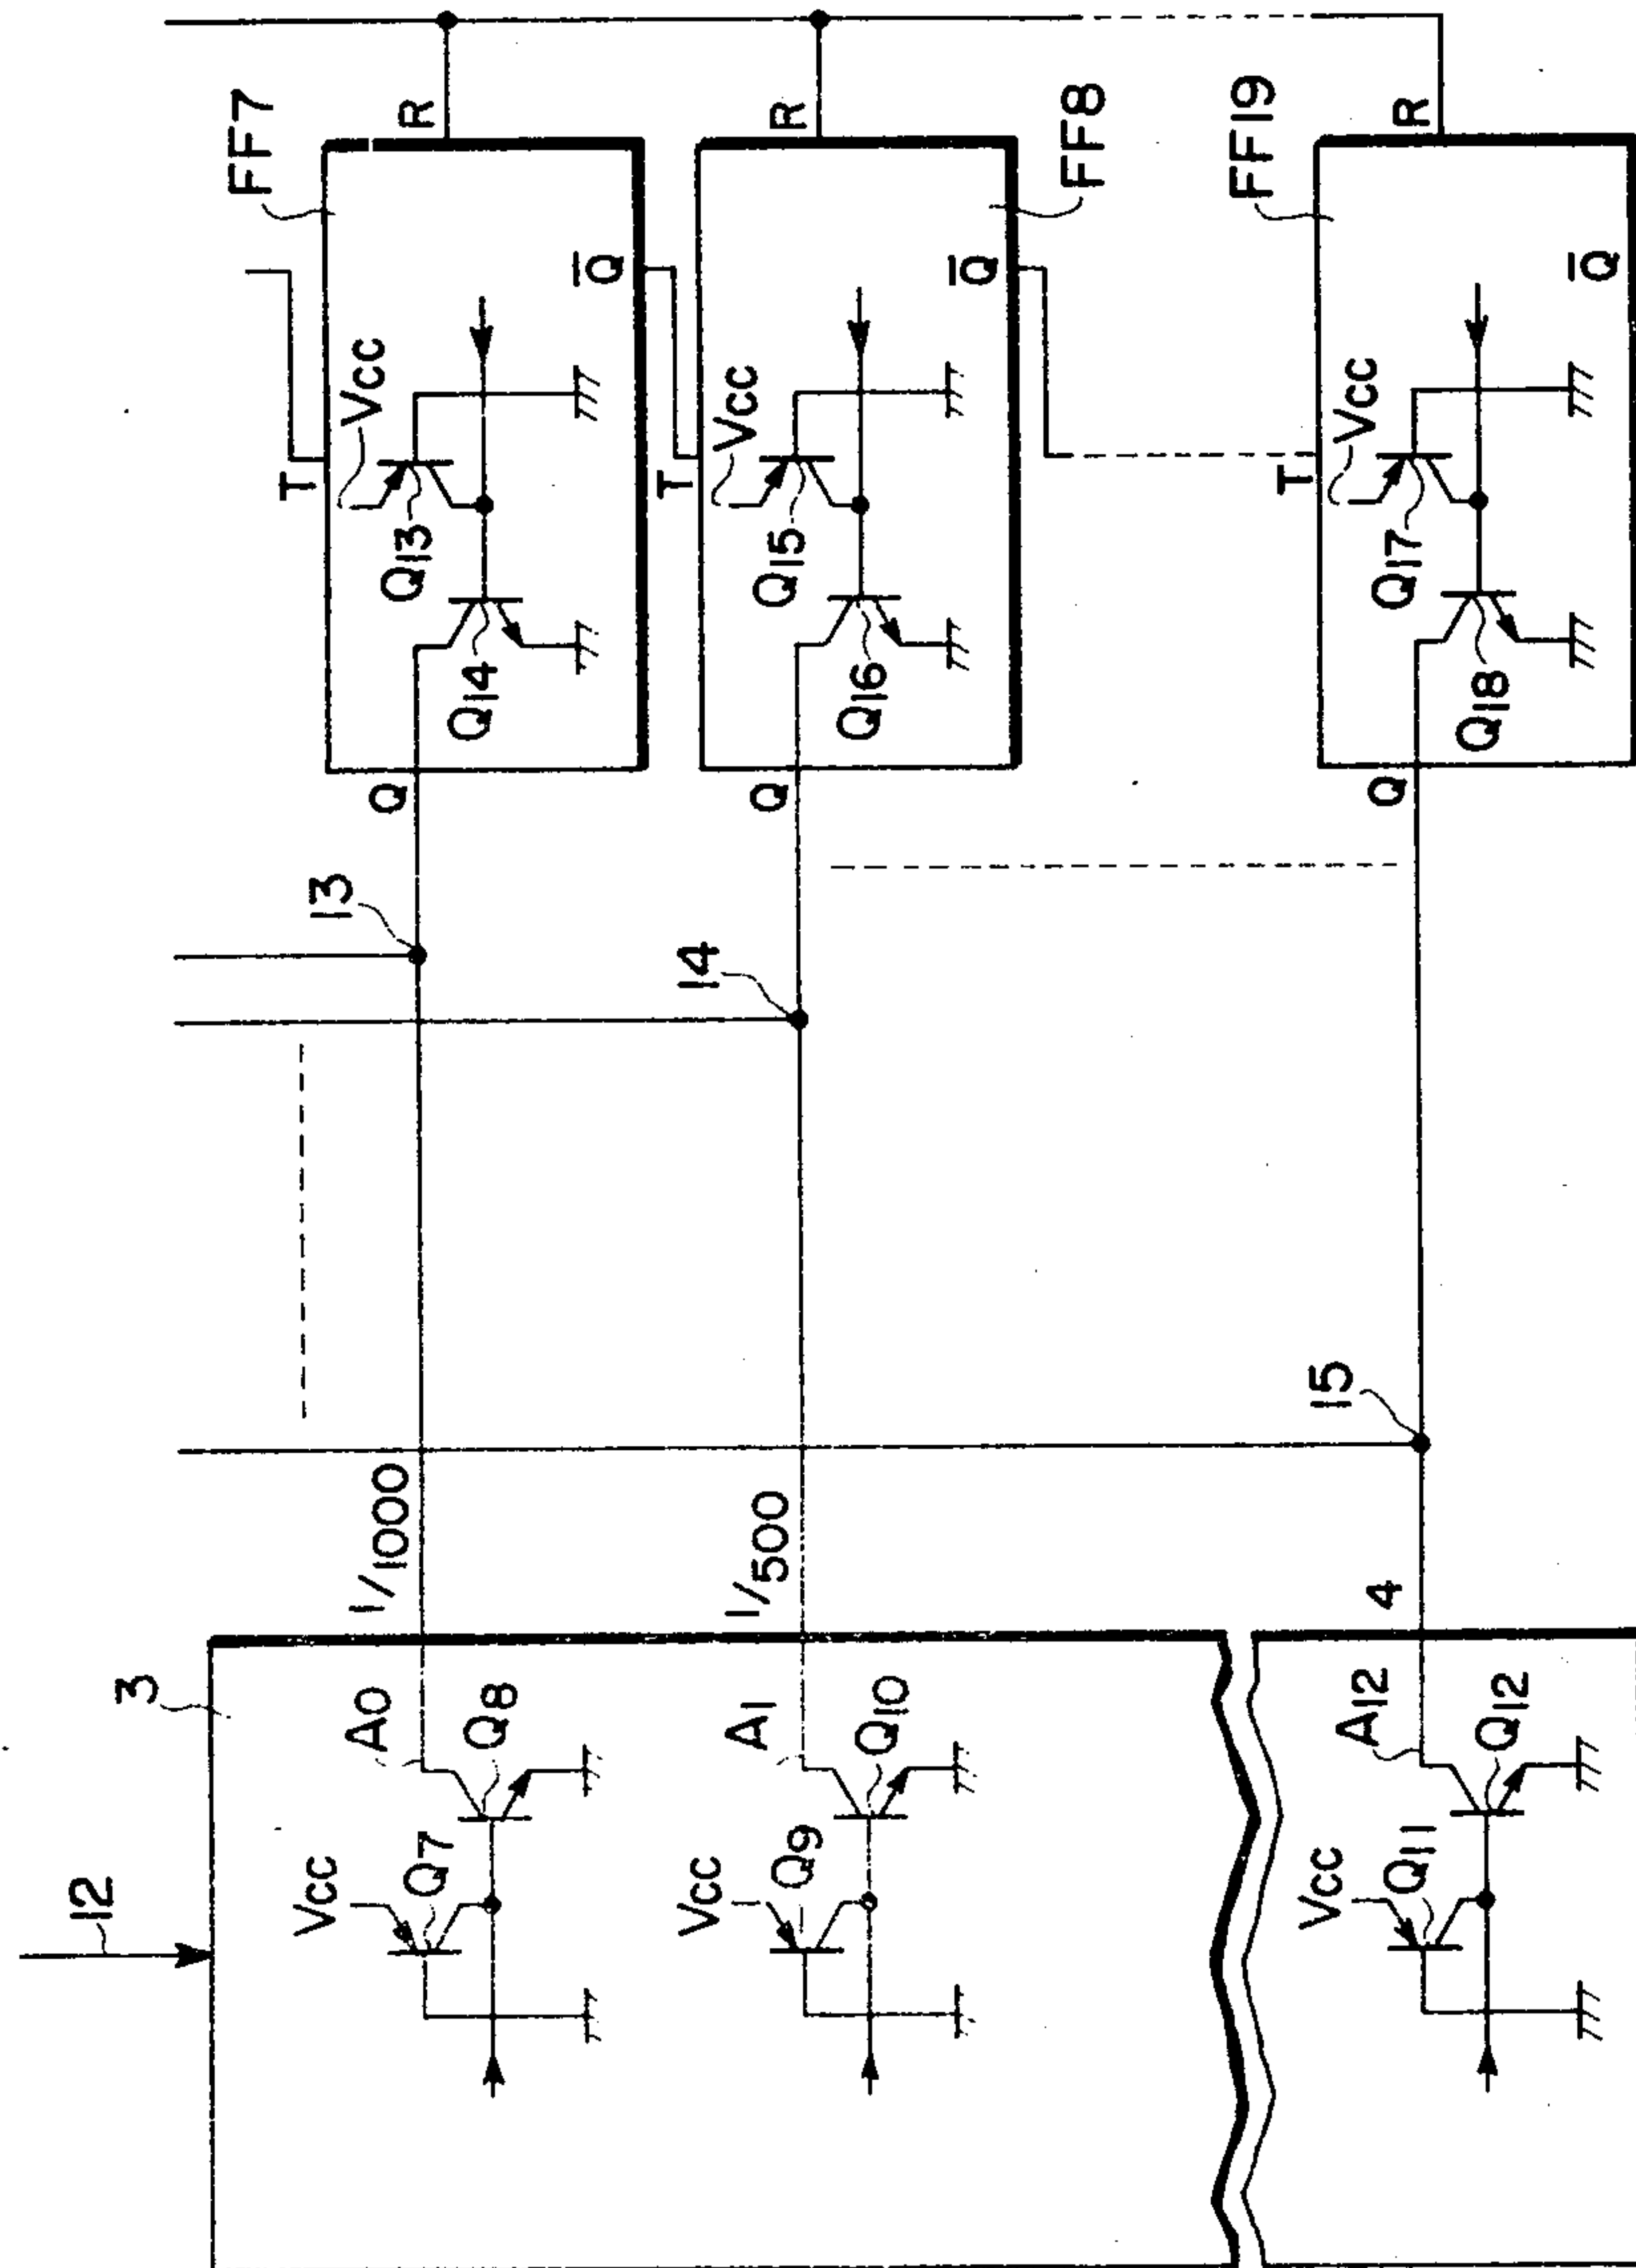 12
3
VCC
Q7
A0
Q8
1/1000
13
Q
Q14
Q13
VCC
T
FF7
R
Q̅
VCC
Q9
A1
Q10
1/500
14
Q
Q16
Q15
VCC
T
R
Q̅
FF8
VCC
Q11
A12
Q12
4
15
Q
Q18
Q17
VCC
T
FF19
R
Q̅